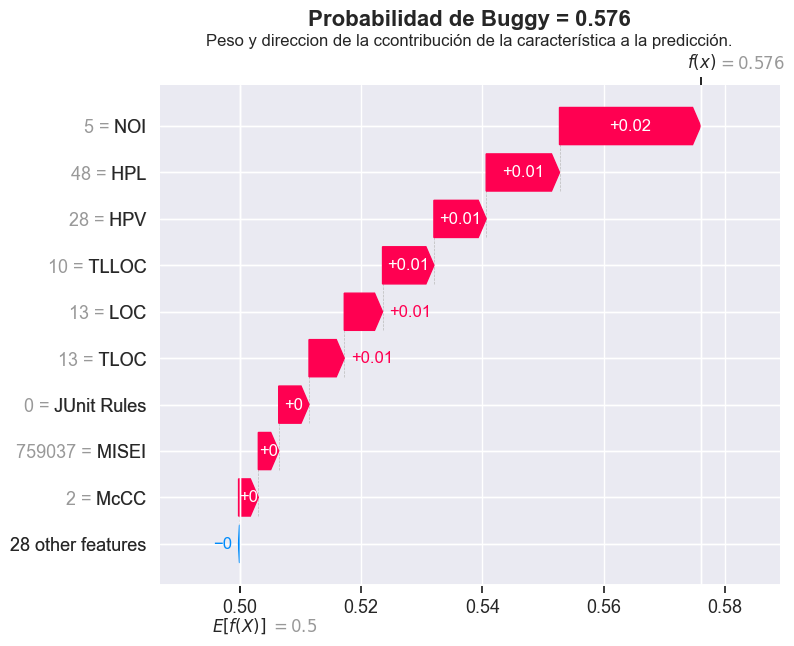 Probabilidad de Buggy = 0.576
Peso y direccion de la ccontribución de la característica a la predicción.
f(x) = 0.576
5 = NOI +0.02
48 = HPL +0.01
28 = HPV +0.01
10 = TLLOC +0.01
13 = LOC +0.01
13 = TLOC +0.01
0 = JUnit Rules +0
759037 = MISEI +0
2 = McCC +0
28 other features −0
0.50 0.52 0.54 0.56 0.58
E[f(X)] = 0.5